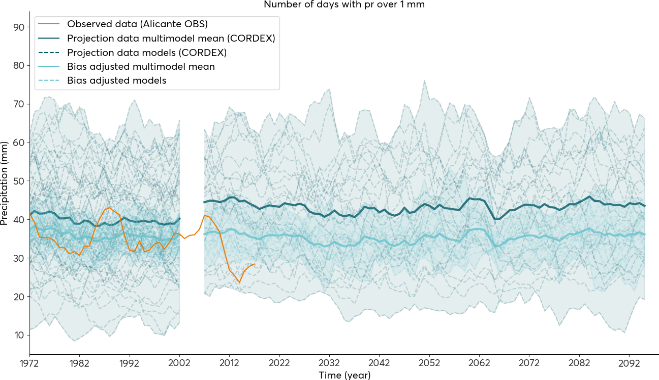 Number of days with pr over 1 mm
Observed data (Alicante OBS)
Projection data multimodel mean (CORDEX)
Projection data models (CORDEX)
Bias adjusted multimodel mean
Bias adjusted models
Precipitation (mm)
90
80
70
60
50
40
30
20
10
1972 1982 1992 2002 2012 2022 2032 2042 2052 2062 2072 2082 2092
Time (year)